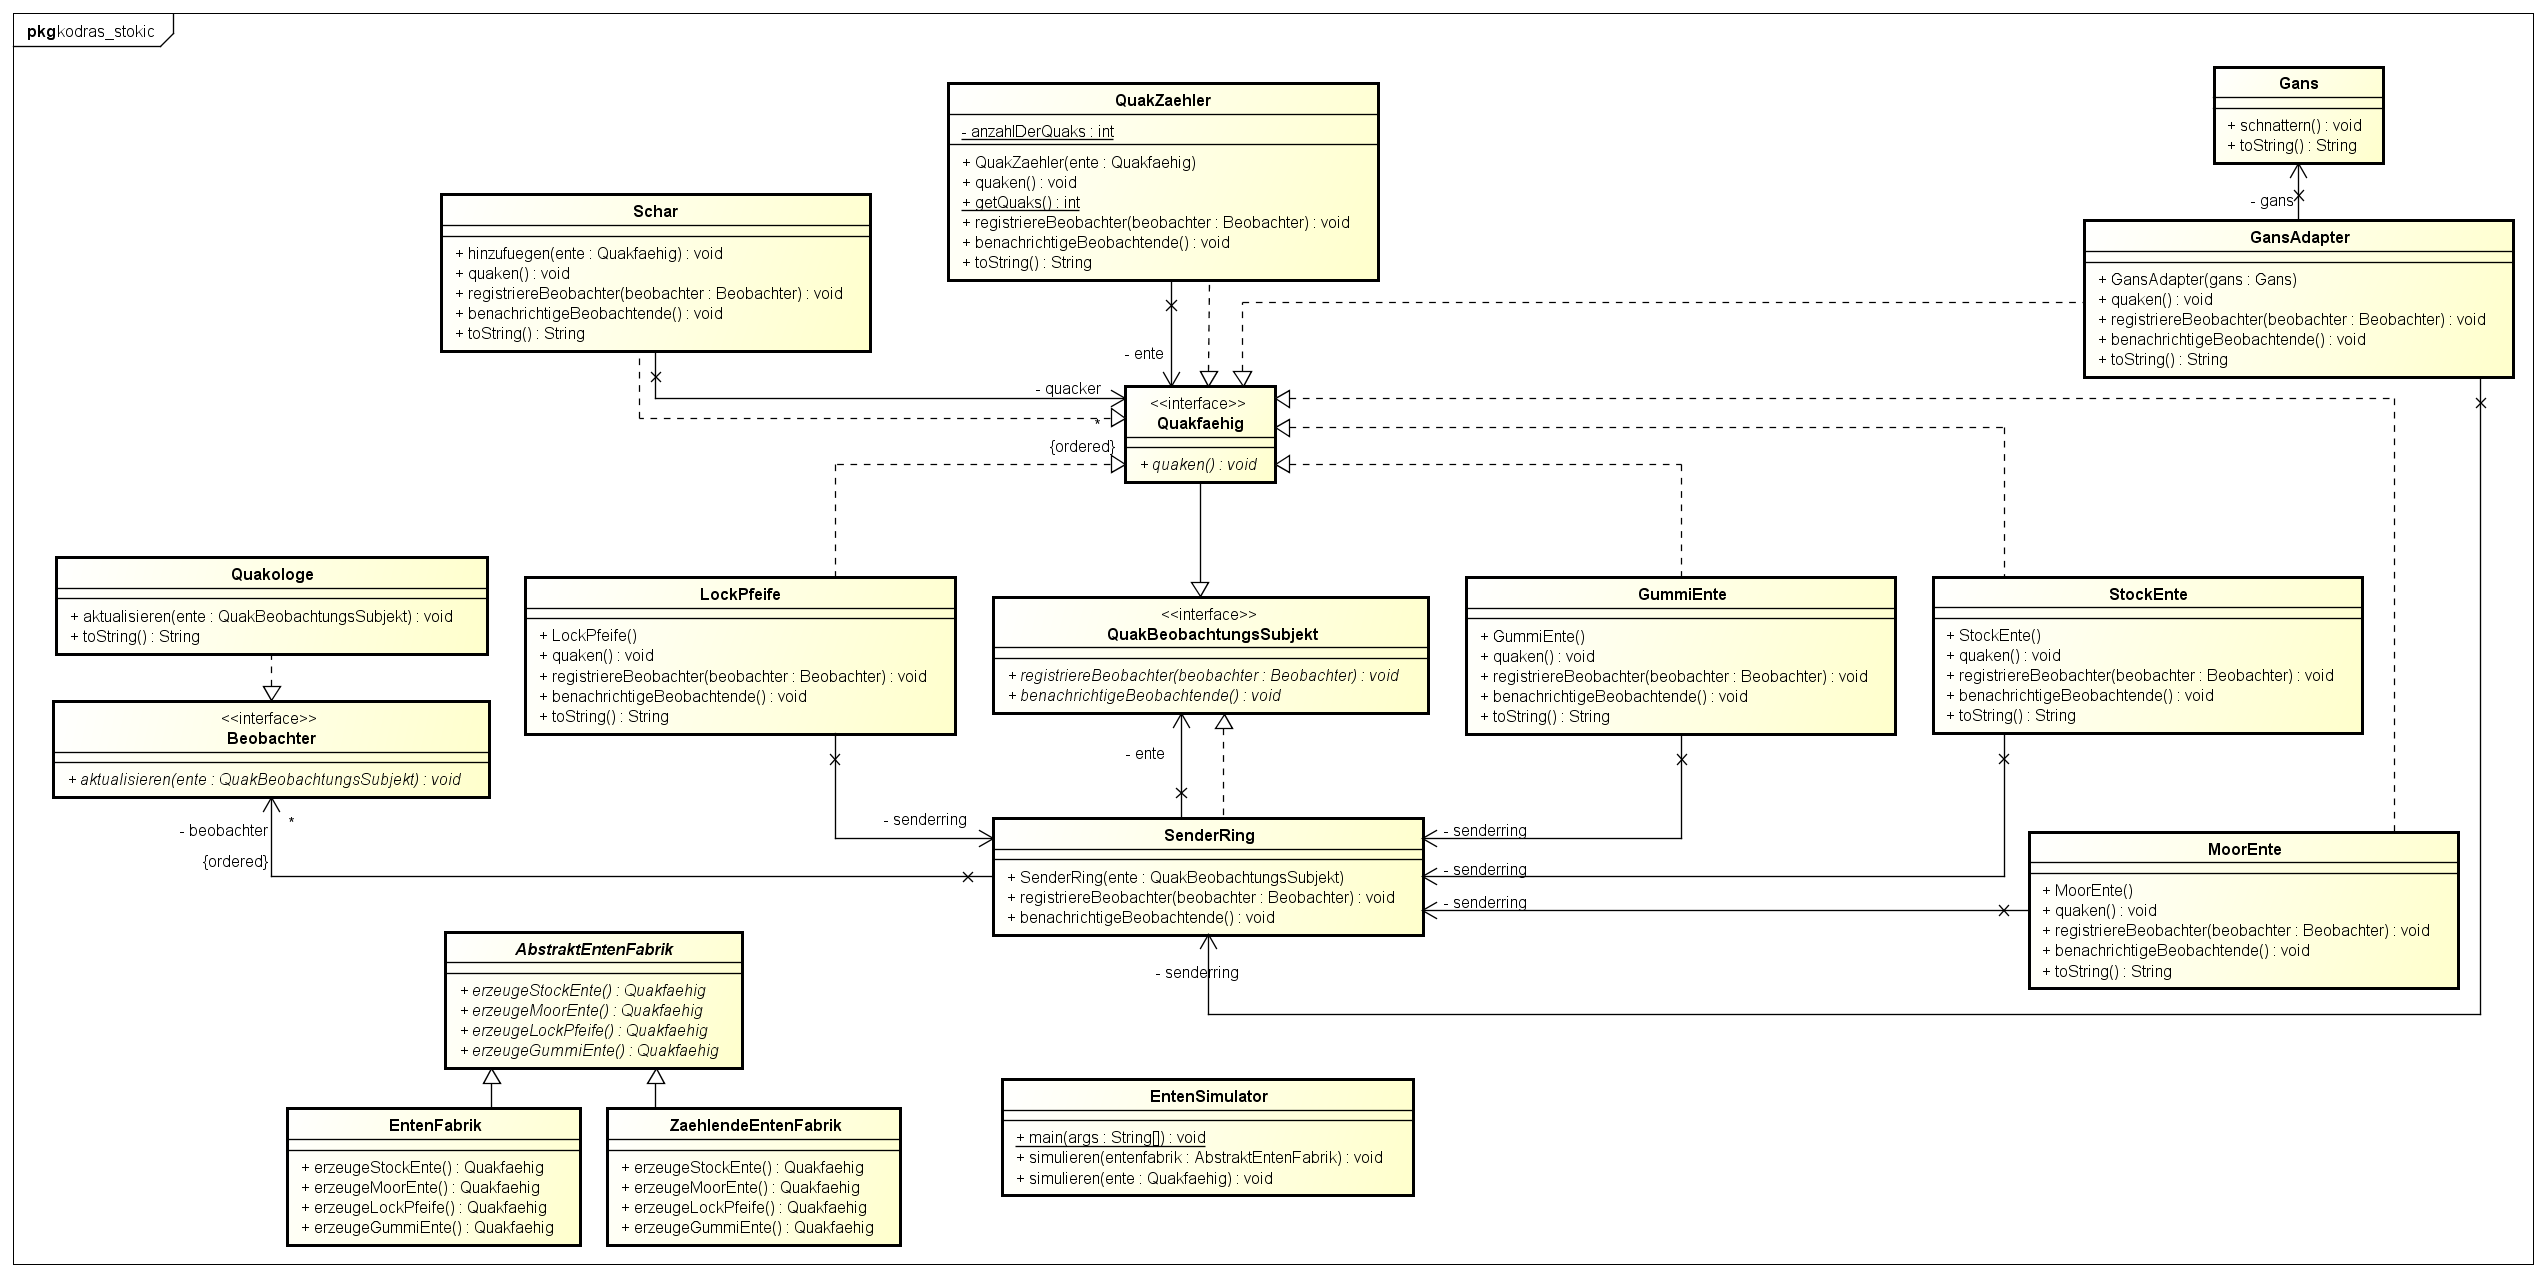 pkg kodras_stokic
Gans
+ schnattern() : void
+ toString() : String
- gans
QuakZaehler
- anzahlDerQuaks : int
+ QuakZaehler(ente : Quakfaehig)
+ quaken() : void
+ getQuaks() : int
+ registriereBeobachter(beobachter : Beobachter) : void
+ benachrichtigeBeobachtende() : void
+ toString() : String
- ente
Schar
+ hinzufuegen(ente : Quakfaehig) : void
+ quaken() : void
+ registriereBeobachter(beobachter : Beobachter) : void
+ benachrichtigeBeobachtende() : void
+ toString() : String
- quacker
*
{ordered}
GansAdapter
+ GansAdapter(gans : Gans)
+ quaken() : void
+ registriereBeobachter(beobachter : Beobachter) : void
+ benachrichtigeBeobachtende() : void
+ toString() : String
<<interface>>
Quakfaehig
+ quaken() : void
Quakologe
+ aktualisieren(ente : QuakBeobachtungsSubjekt) : void
+ toString() : String
<<interface>>
Beobachter
+ aktualisieren(ente : QuakBeobachtungsSubjekt) : void
- beobachter
*
{ordered}
LockPfeife
+ LockPfeife()
+ quaken() : void
+ registriereBeobachter(beobachter : Beobachter) : void
+ benachrichtigeBeobachtende() : void
+ toString() : String
- senderring
<<interface>>
QuakBeobachtungsSubjekt
+ registriereBeobachter(beobachter : Beobachter) : void
+ benachrichtigeBeobachtende() : void
- ente
GummiEnte
+ GummiEnte()
+ quaken() : void
+ registriereBeobachter(beobachter : Beobachter) : void
+ benachrichtigeBeobachtende() : void
+ toString() : String
- senderring
StockEnte
+ StockEnte()
+ quaken() : void
+ registriereBeobachter(beobachter : Beobachter) : void
+ benachrichtigeBeobachtende() : void
+ toString() : String
- senderring
SenderRing
+ SenderRing(ente : QuakBeobachtungsSubjekt)
+ registriereBeobachter(beobachter : Beobachter) : void
+ benachrichtigeBeobachtende() : void
- senderring
MoorEnte
+ MoorEnte()
+ quaken() : void
+ registriereBeobachter(beobachter : Beobachter) : void
+ benachrichtigeBeobachtende() : void
+ toString() : String
- senderring
AbstraktEntenFabrik
+ erzeugeStockEnte() : Quakfaehig
+ erzeugeMoorEnte() : Quakfaehig
+ erzeugeLockPfeife() : Quakfaehig
+ erzeugeGummiEnte() : Quakfaehig
EntenFabrik
+ erzeugeStockEnte() : Quakfaehig
+ erzeugeMoorEnte() : Quakfaehig
+ erzeugeLockPfeife() : Quakfaehig
+ erzeugeGummiEnte() : Quakfaehig
ZaehlendeEntenFabrik
+ erzeugeStockEnte() : Quakfaehig
+ erzeugeMoorEnte() : Quakfaehig
+ erzeugeLockPfeife() : Quakfaehig
+ erzeugeGummiEnte() : Quakfaehig
EntenSimulator
+ main(args : String[]) : void
+ simulieren(entenfabrik : AbstraktEntenFabrik) : void
+ simulieren(ente : Quakfaehig) : void